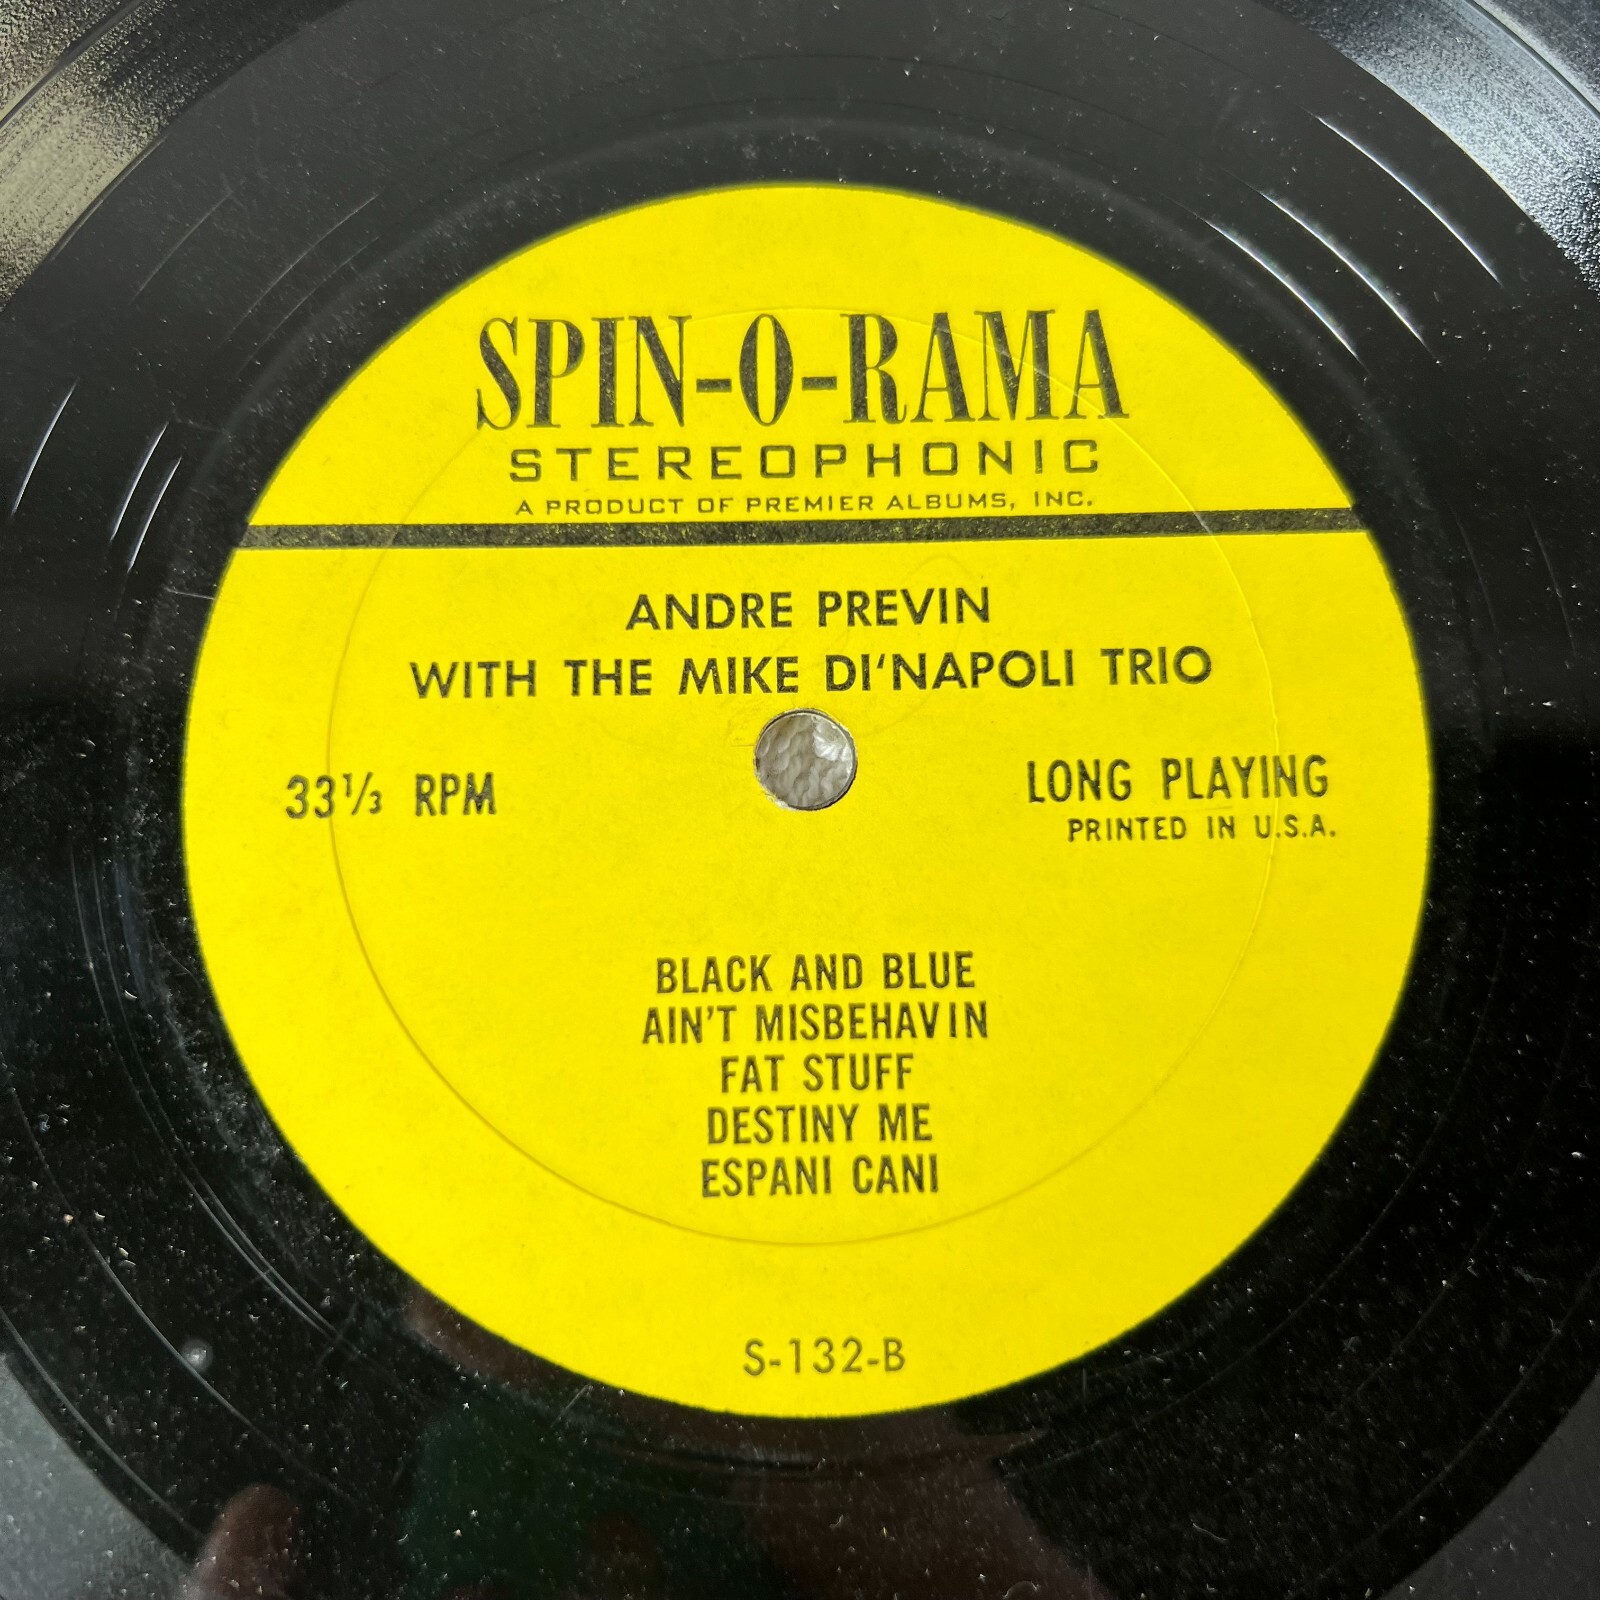 SPIN-O-RAMA
STEREOPHONIC
A PRODUCT OF PREMIER ALBUMS, INC.
ANDRE PREVIN
WITH THE MIKE DI'NAPOLI TRIO
33⅓ RPM
LONG PLAYING
PRINTED IN U.S.A.
BLACK AND BLUE
AIN'T MISBEHAVIN
FAT STUFF
DESTINY ME
ESPANI CANI
S-132-B